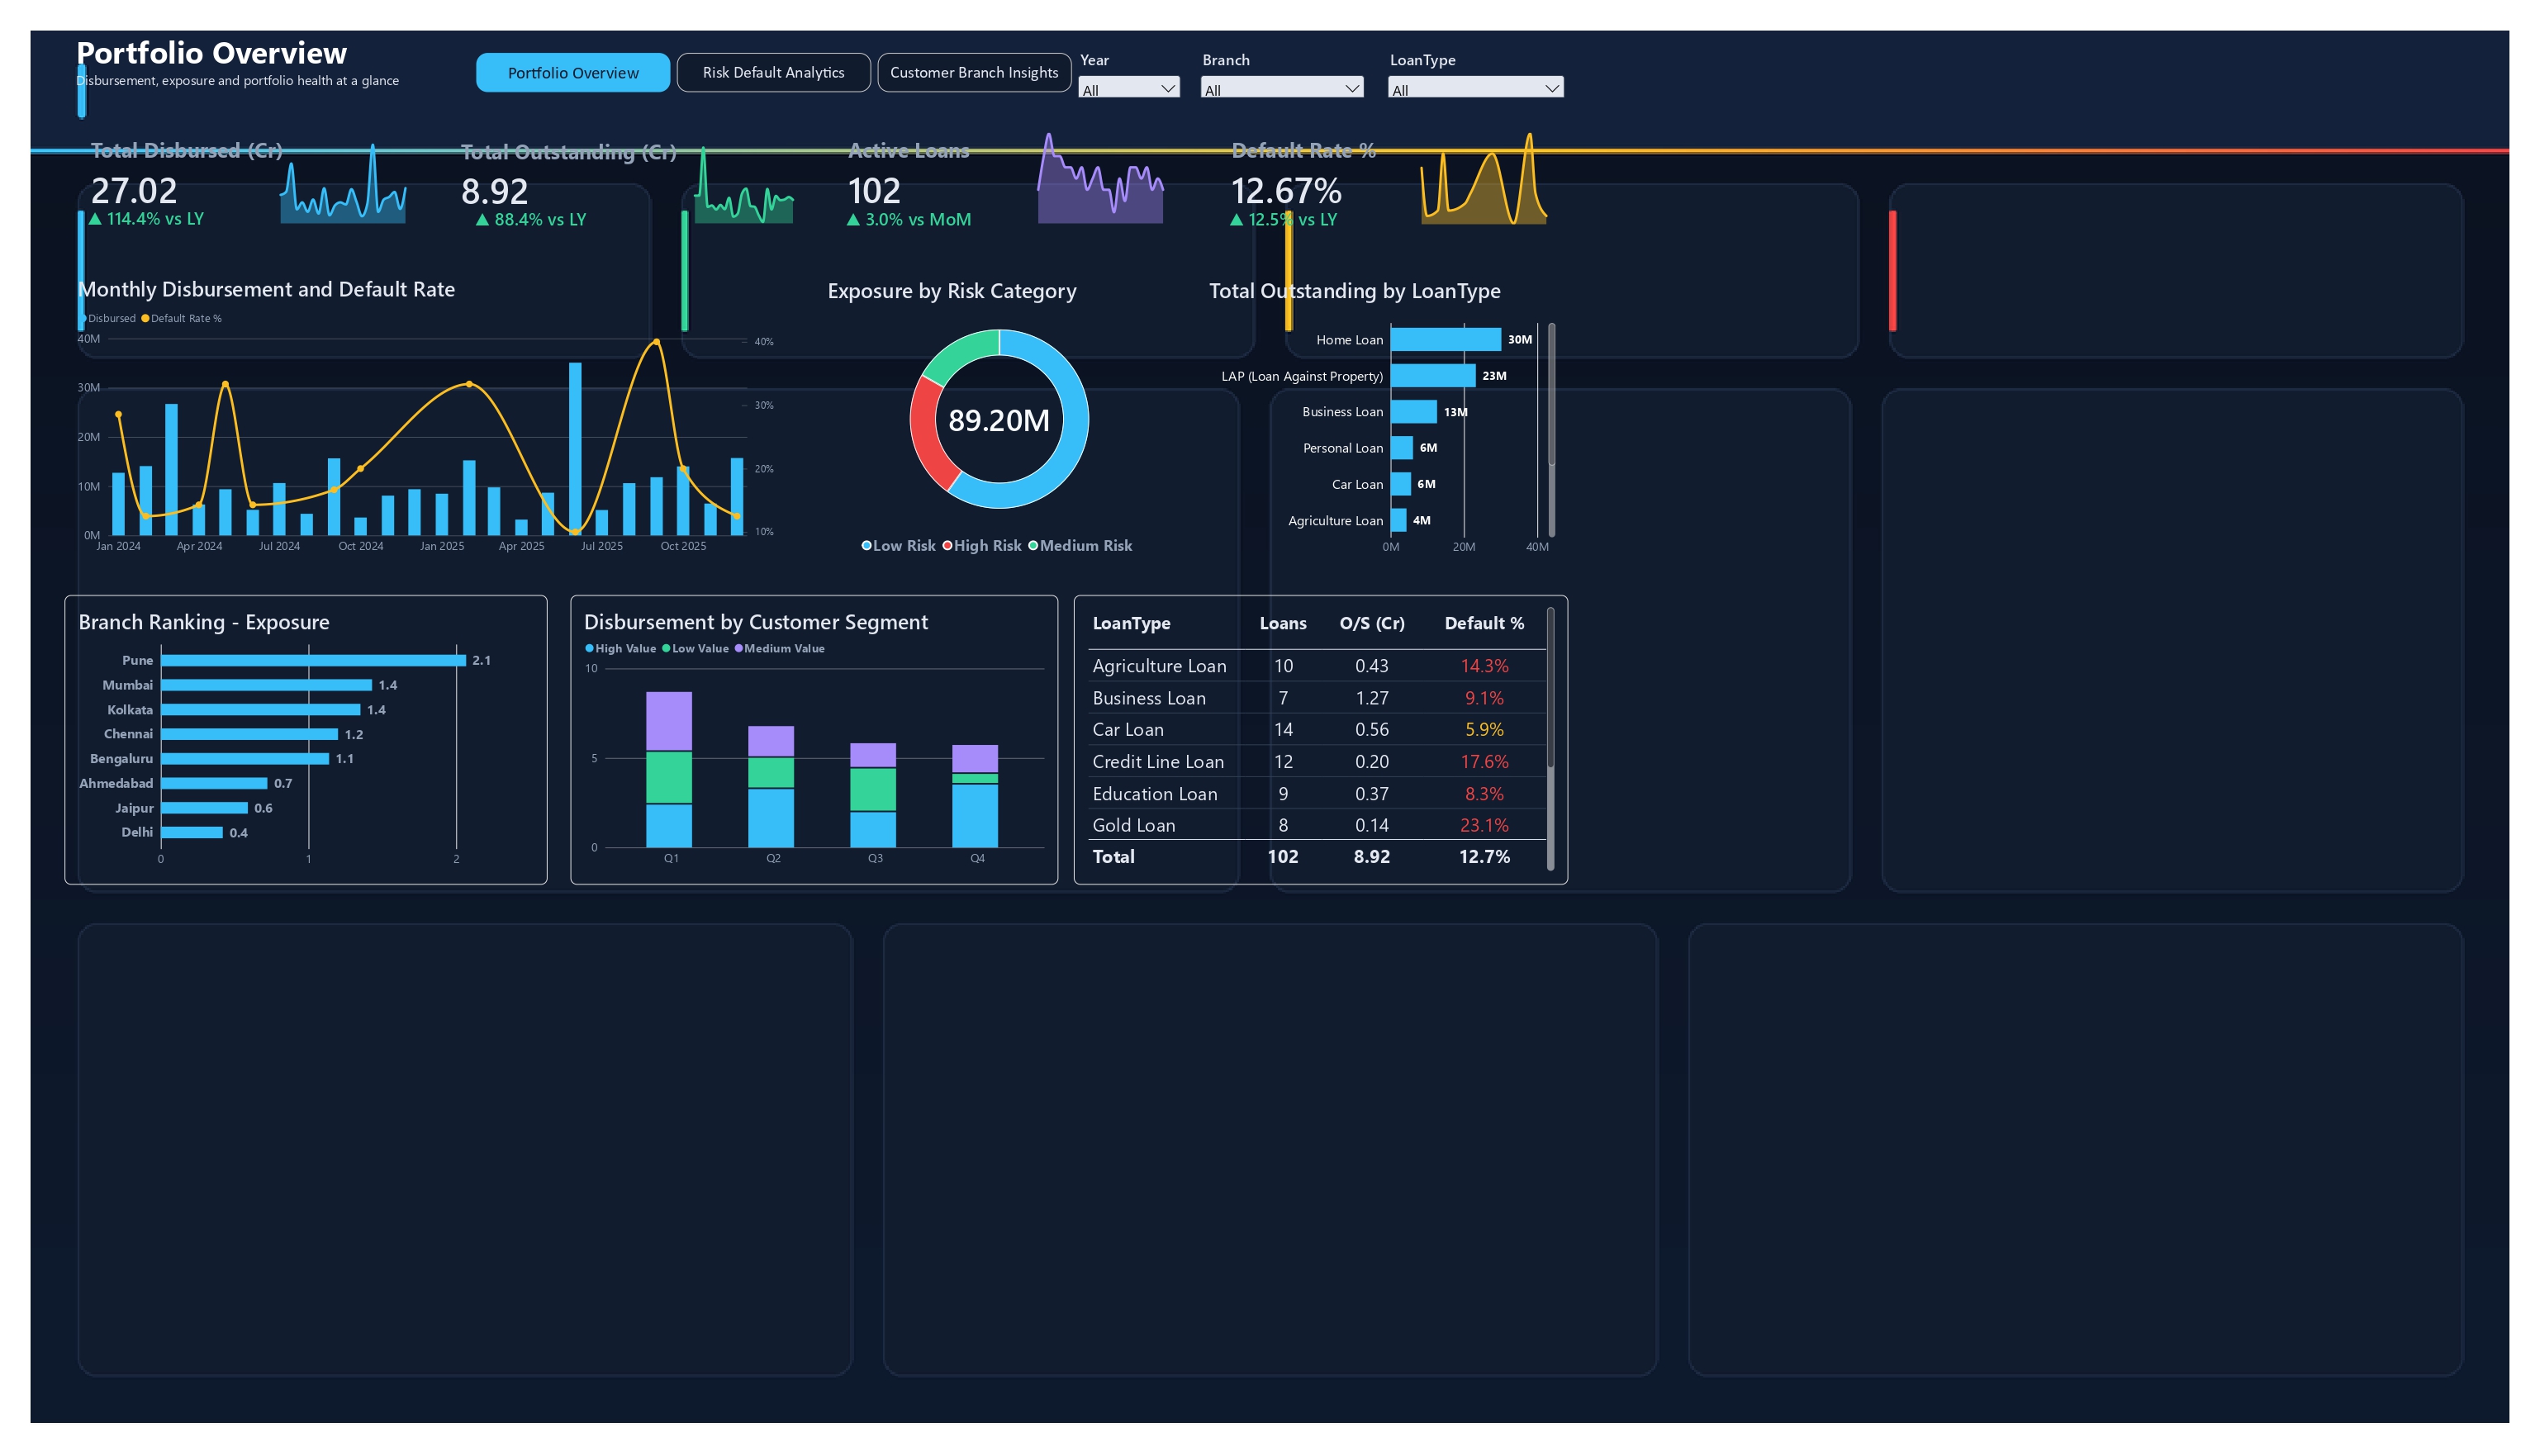 Portfolio Overview
Disbursement, exposure and portfolio health at a glance
Portfolio Overview
Risk Default Analytics
Customer Branch Insights
Year
All
Branch
All
LoanType
All
Total Disbursed (Cr)
27.02
▲ 114.4% vs LY
Total Outstanding (Cr)
8.92
▲ 88.4% vs LY
Active Loans
102
▲ 3.0% vs MoM
Default Rate %
12.67%
▲ 12.5% vs LY
Monthly Disbursement and Default Rate
Disbursed Default Rate %
40M
30M
20M
10M
0M
40%
30%
20%
10%
Jan 2024 Apr 2024 Jul 2024 Oct 2024 Jan 2025 Apr 2025 Jul 2025 Oct 2025
Exposure by Risk Category
89.20M
Low Risk High Risk Medium Risk
Total Outstanding by LoanType
Home Loan 30M
LAP (Loan Against Property) 23M
Business Loan 13M
Personal Loan 6M
Car Loan 6M
Agriculture Loan 4M
0M 20M 40M
Branch Ranking - Exposure
Pune 2.1
Mumbai 1.4
Kolkata 1.4
Chennai 1.2
Bengaluru 1.1
Ahmedabad 0.7
Jaipur 0.6
Delhi 0.4
0 1 2
Disbursement by Customer Segment
High Value Low Value Medium Value
10
5
0
Q1 Q2 Q3 Q4
LoanType Loans O/S (Cr) Default %
Agriculture Loan 10 0.43 14.3%
Business Loan 7 1.27 9.1%
Car Loan 14 0.56 5.9%
Credit Line Loan 12 0.20 17.6%
Education Loan 9 0.37 8.3%
Gold Loan 8 0.14 23.1%
Total 102 8.92 12.7%